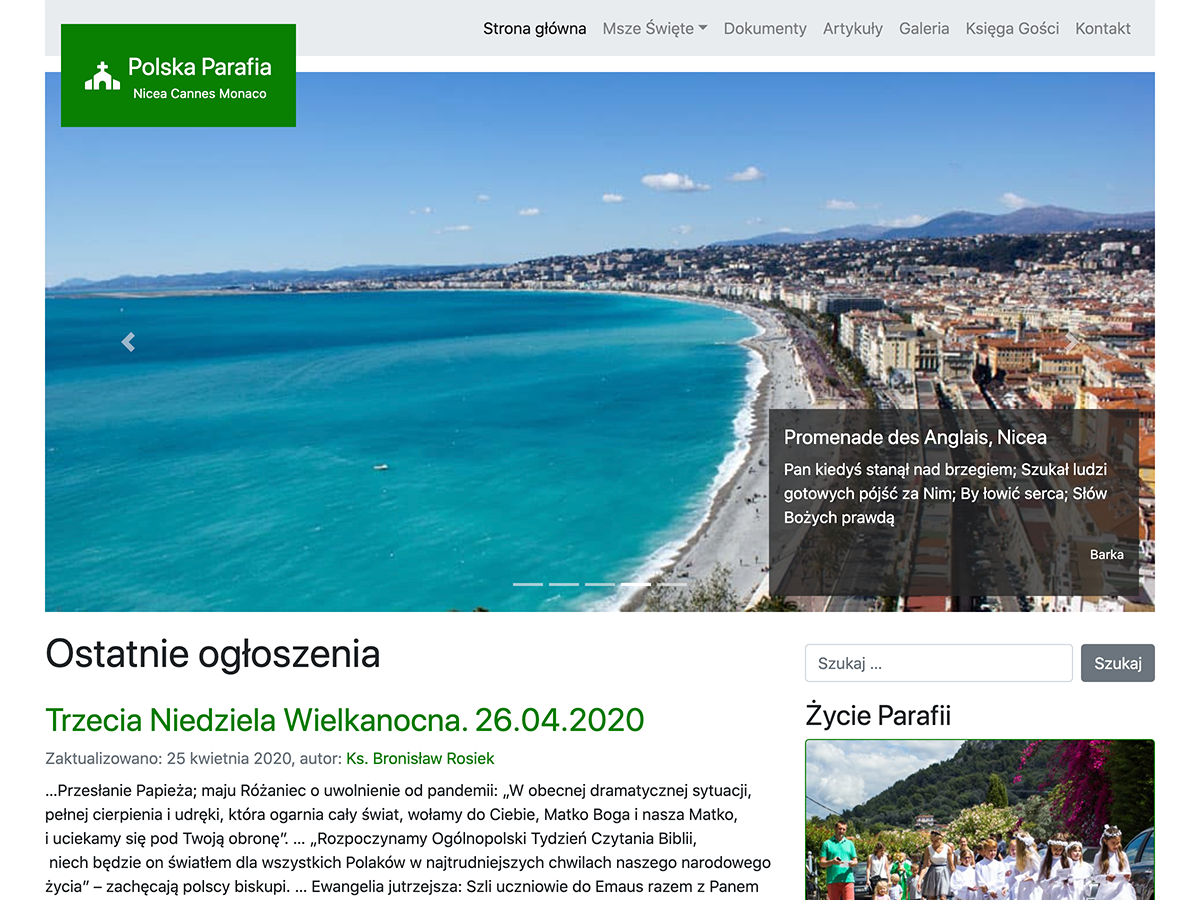 Strona główna Msze Święte Dokumenty Artykuły Galeria Księga Gości Kontakt
Polska Parafia
Nicea Cannes Monaco
Promenade des Anglais, Nicea
Pan kiedyś stanął nad brzegiem; Szukał ludzi
gotowych pójść za Nim; By łowić serca; Słów
Bożych prawdą
Barka
Ostatnie ogłoszenia
Trzecia Niedziela Wielkanocna. 26.04.2020
Zaktualizowano: 25 kwietnia 2020, autor: Ks. Bronisław Rosiek
...Przesłanie Papieża; maju Różaniec o uwolnienie od pandemii: „W obecnej dramatycznej sytuacji,
pełnej cierpienia i udręki, która ogarnia cały świat, wołamy do Ciebie, Matko Boga i nasza Matko,
i uciekamy się pod Twoją obronę”. ... „Rozpoczynamy Ogólnopolski Tydzień Czytania Biblii,
niech będzie on światłem dla wszystkich Polaków w najtrudniejszych chwilach naszego narodowego
życia” – zachęcają polscy biskupi. ... Ewangelia jutrzejsza: Szli uczniowie do Emaus razem z Panem
Szukaj ...
Szukaj
Życie Parafii